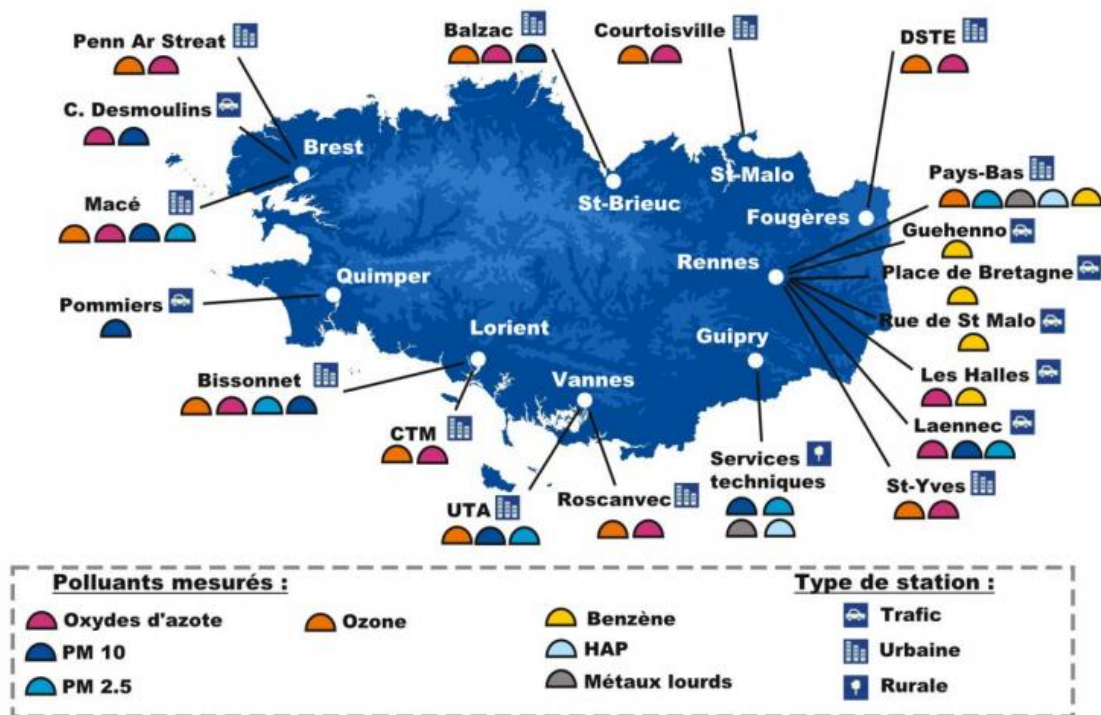 Penn Ar Streat
Balzac
Courtoisville
DSTE
C. Desmoulins
Brest
St-Malo
Pays-Bas
Macé
St-Brieuc
Fougères
Guehenno
Rennes
Place de Bretagne
Quimper
Pommiers
Rue de St Malo
Lorient
Guipry
Bissonnet
Vannes
Les Halles
CTM
Laennec
Services
techniques
St-Yves
UTA
Roscanvec
Polluants mesurés :
Type de station :
Oxydes d'azote
Ozone
Benzène
Trafic
PM 10
HAP
Urbaine
PM 2.5
Métaux lourds
Rurale